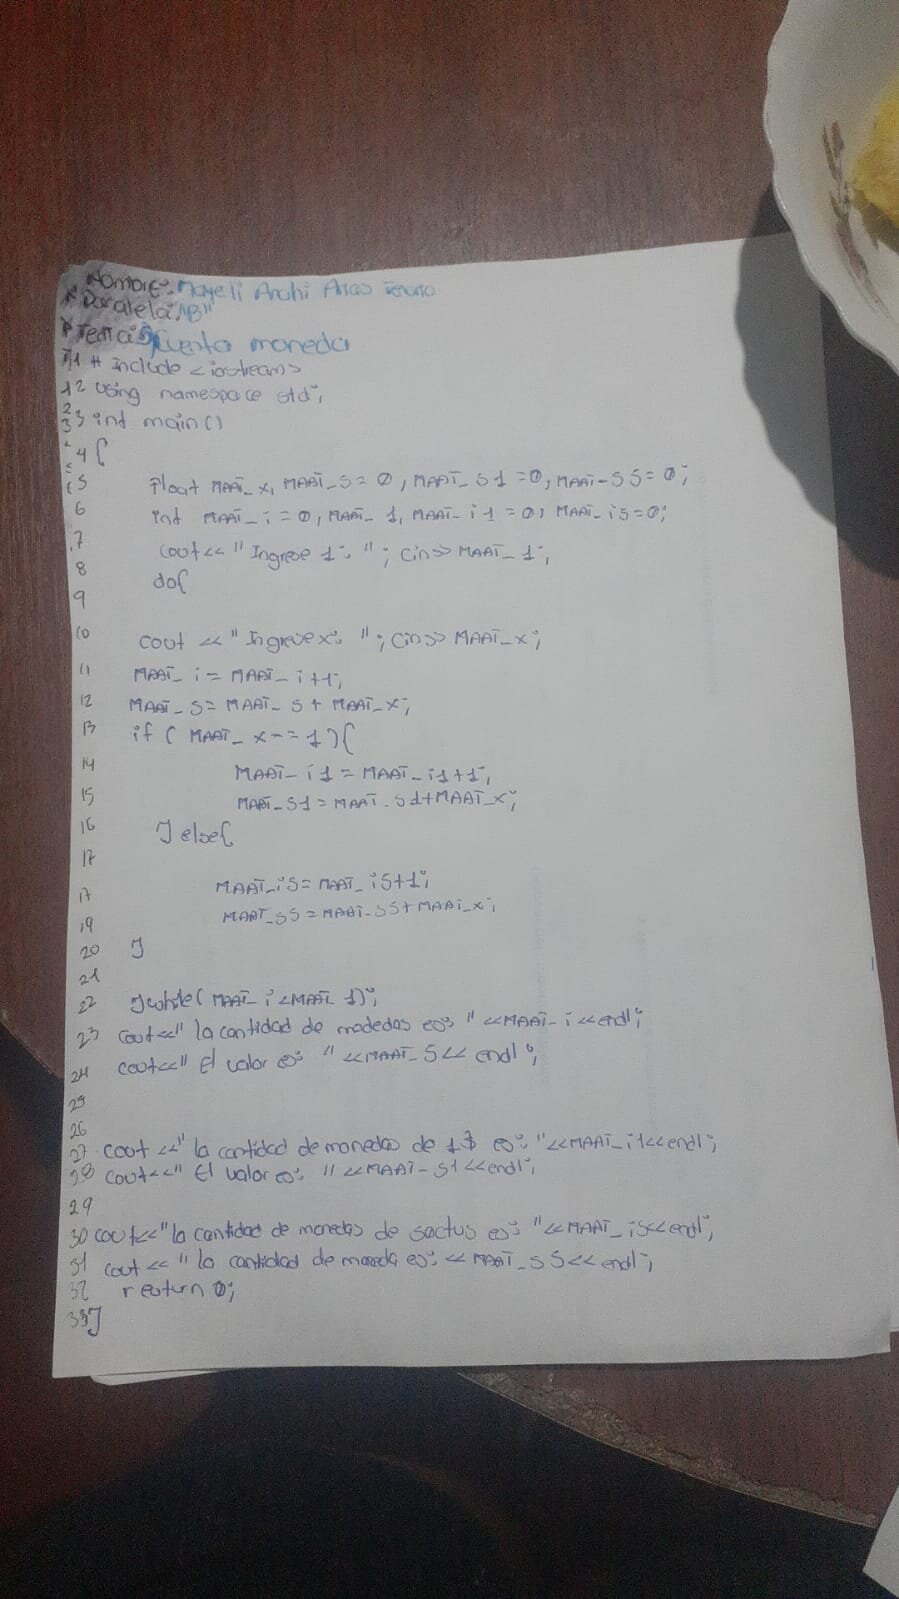 Nombre: Mayeli Anahi Arias
Paralela: "B"
Tema: Cuenta moneda
1 # include <iostream>
2 using namespace std;
3 int main()
4 {
5 float MAAT_x, MAAT_s=0, MAAT_s1=0, MAAT_ss=0;
6 int MAAT_i=0, MAAT_1, MAAT_i1=0, MAAT_is=0;
7 cout<<"Ingrese 1: "; cin>>MAAT_1;
8 do{
9
10 cout <<"Ingrese x: "; cin>> MAAT_x;
11 MAAT_i = MAAT_i+1;
12 MAAT_s= MAAT_s + MAAT_x;
13 if ( MAAT_x == 1 ){
14 MAAT_i1 = MAAT_i1+1;
15 MAAT_s1 = MAAT_s1+MAAT_x;
16 } else{
17
17 MAAT_is= MAAT_is+1;
19 MAAT_ss= MAAT_ss+MAAT_x;
20 }
21
22 }while( MAAT_i <MAAT_1);
23 cout<<" la cantidad de modedas es: "<<MAAT_i<<endl;
24 cout<<" El valor es: "<<MAAT_S<< endl;
25
26
27 cout <<" la cantidad de monedas de 1$ es: "<<MAAT_i1<<endl;
28 cout<<" El valor es: "<<MAAT_s1<<endl;
29
30 cout<<"la cantidad de monedas de sactus es: "<<MAAT_is<<endl;
31 cout << "la cantidad de moneda es: << MAAT_ss<<endl;
32 reoturn 0;
33}